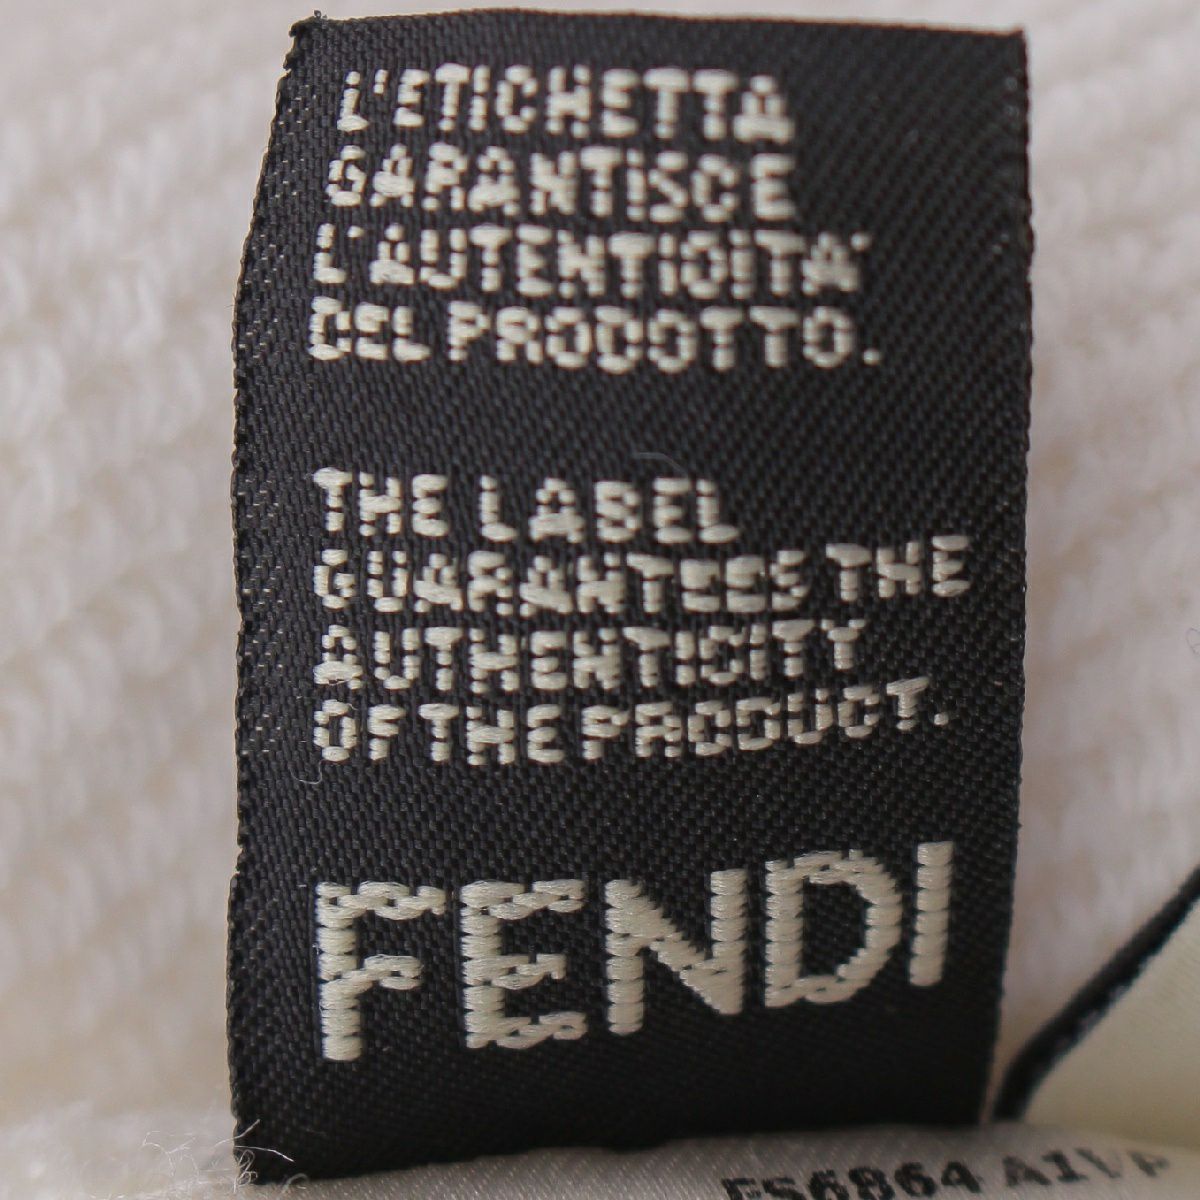 L'ETICHETTA
GARANTISCE
L'AUTENTICITA'
DEL PRODOTTO.
THE LABEL
GUARANTEES THE
AUTHENTICITY
OF THE PRODUCT.
FENDI